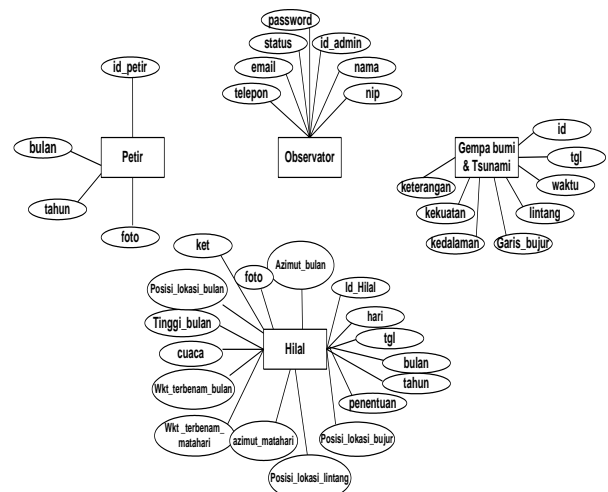 password
status
id_admin
email
nama
telepon
nip
Observator
id_petir
bulan
Petir
tahun
foto
Gempa bumi
& Tsunami
id
tgl
waktu
lintang
Garis_bujur
kedalaman
kekuatan
keterangan
ket
foto
Azimut_bulan
Id_Hilal
Posisi_lokasi_bulan
hari
Tinggi_bulan
tgl
cuaca
Hilal
bulan
tahun
Wkt_terbenam_bulan
penentuan
Wkt _terbenam_
matahari
azimut_matahari
Posisi_lokasi_bujur
Posisi_lokasi_lintang